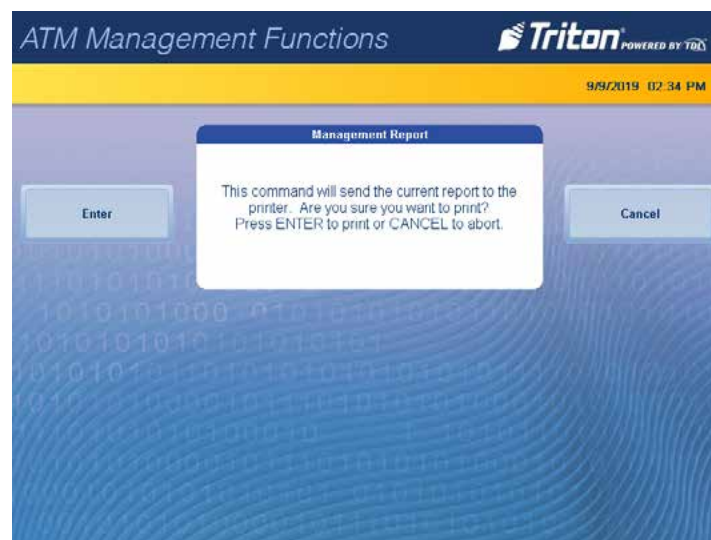 ATM Management Functions
Triton POWERED BY TDL
9/9/2019 02:34 PM
Management Report
This command will send the current report to the
printer. Are you sure you want to print?
Press ENTER to print or CANCEL to abort.
Enter
Cancel